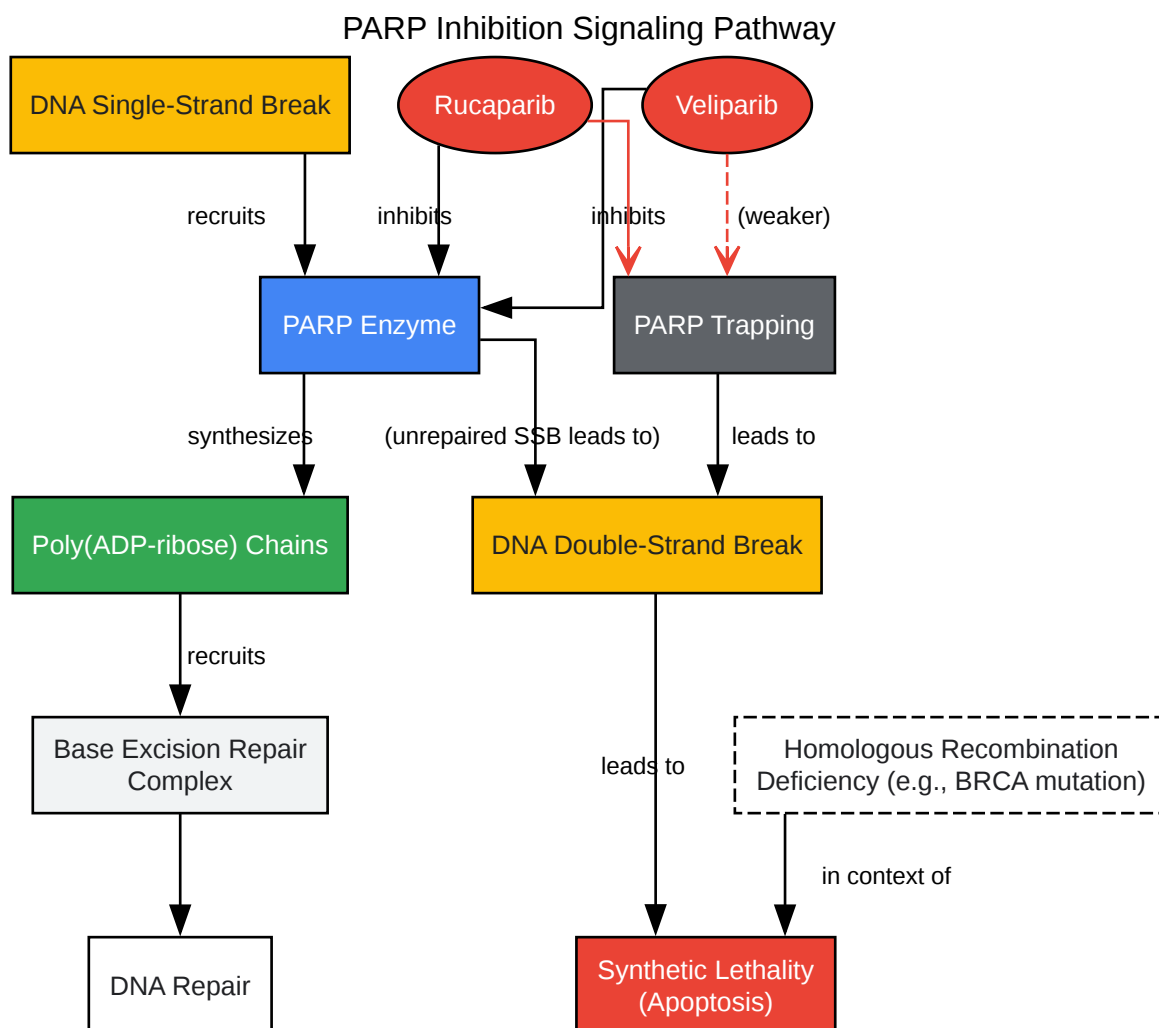 PARP Inhibition Signaling Pathway
DNA Single-Strand Break
Rucaparib
Veliparib
recruits
inhibits
inhibits
(weaker)
PARP Enzyme
PARP Trapping
synthesizes
(unrepaired SSB leads to)
leads to
Poly(ADP-ribose) Chains
DNA Double-Strand Break
recruits
Base Excision Repair
Complex
leads to
Homologous Recombination
Deficiency (e.g., BRCA mutation)
in context of
DNA Repair
Synthetic Lethality
(Apoptosis)